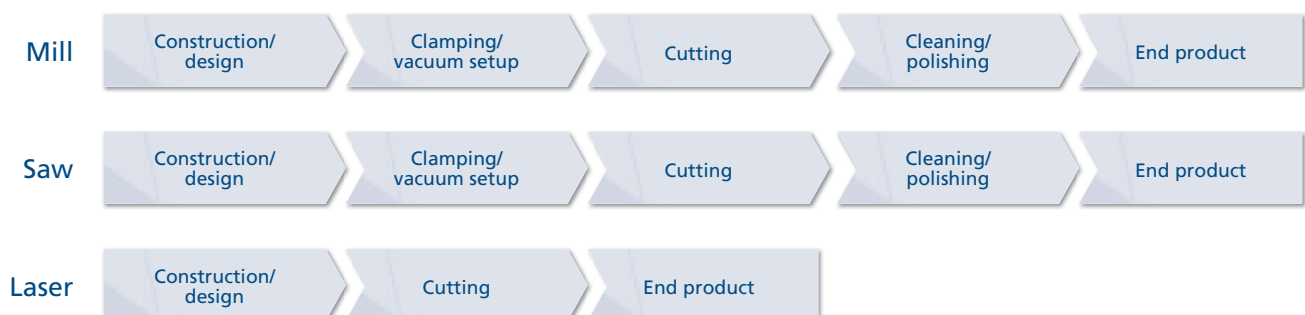 Mill
Construction/
design
Clamping/
vacuum setup
Cutting
Cleaning/
polishing
End product
Saw
Construction/
design
Clamping/
vacuum setup
Cutting
Cleaning/
polishing
End product
Laser
Construction/
design
Cutting
End product